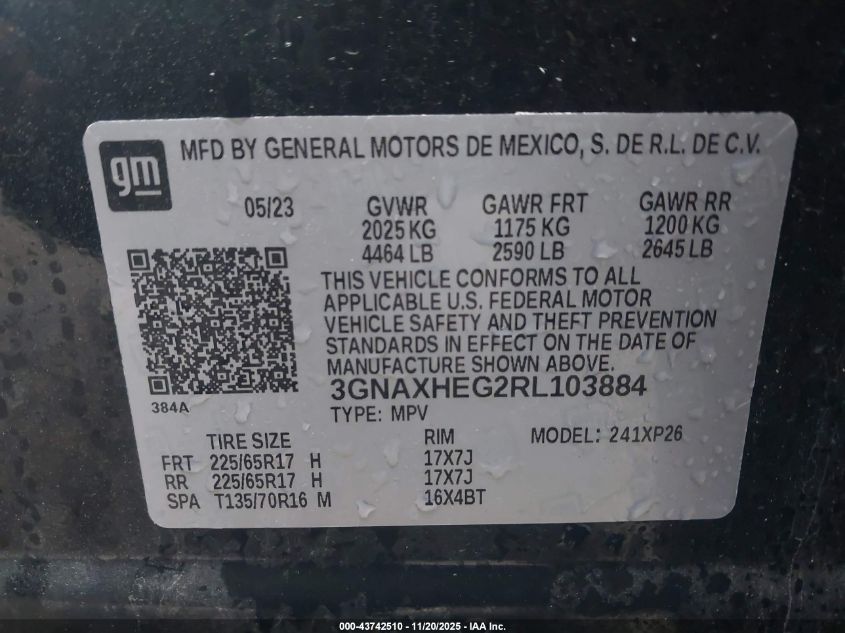 gm
MFD BY GENERAL MOTORS DE MEXICO, S. DE R.L. DE C.V.
05/23 GVWR GAWR FRT GAWR RR
2025 KG 1175 KG 1200 KG
4464 LB 2590 LB 2645 LB
THIS VEHICLE CONFORMS TO ALL
APPLICABLE U.S. FEDERAL MOTOR
VEHICLE SAFETY AND THEFT PREVENTION
STANDARDS IN EFFECT ON THE DATE OF
MANUFACTURE SHOWN ABOVE.
3GNAXHEG2RL103884
384A
TYPE: MPV
TIRE SIZE RIM MODEL: 241XP26
FRT 225/65R17 H 17X7J
RR 225/65R17 H 17X7J
SPA T135/70R16 M 16X4BT
000-43742510 - 11/20/2025 - IAA Inc.